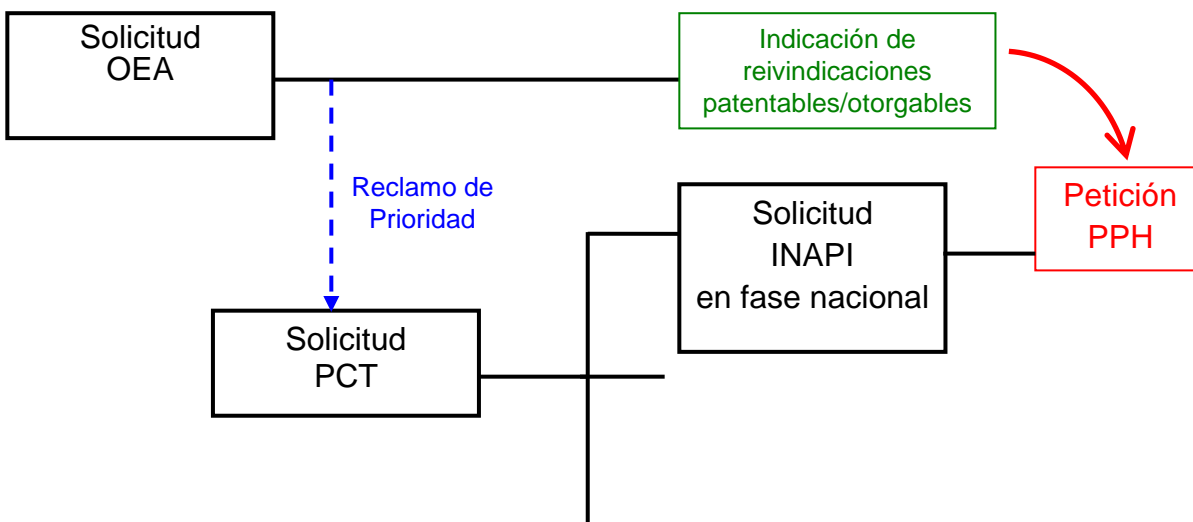 Solicitud
OEA
Indicación de
reivindicaciones
patentables/otorgables
Reclamo de
Prioridad
Petición
PPH
Solicitud
INAPI
en fase nacional
Solicitud
PCT